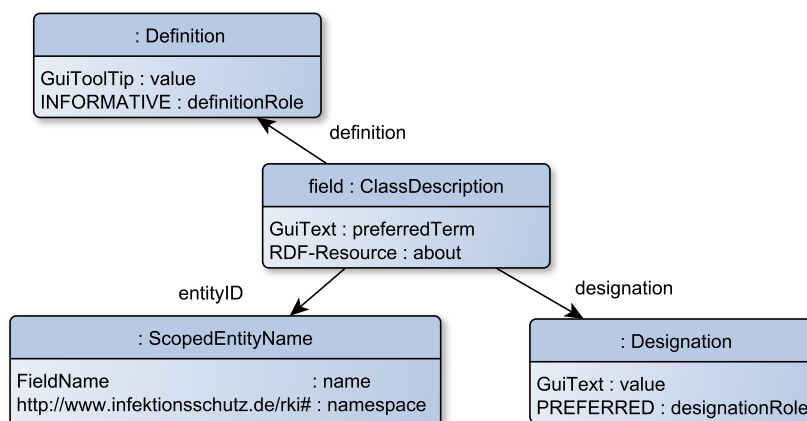 : Definition
GuiToolTip : value
INFORMATIVE : definitionRole
definition
field : ClassDescription
GuiText : preferredTerm
RDF-Resource : about
entityID
designation
: ScopedEntityName
FieldName : name
http://www.infektionsschutz.de/rki# : namespace
: Designation
GuiText : value
PREFERRED : designationRole